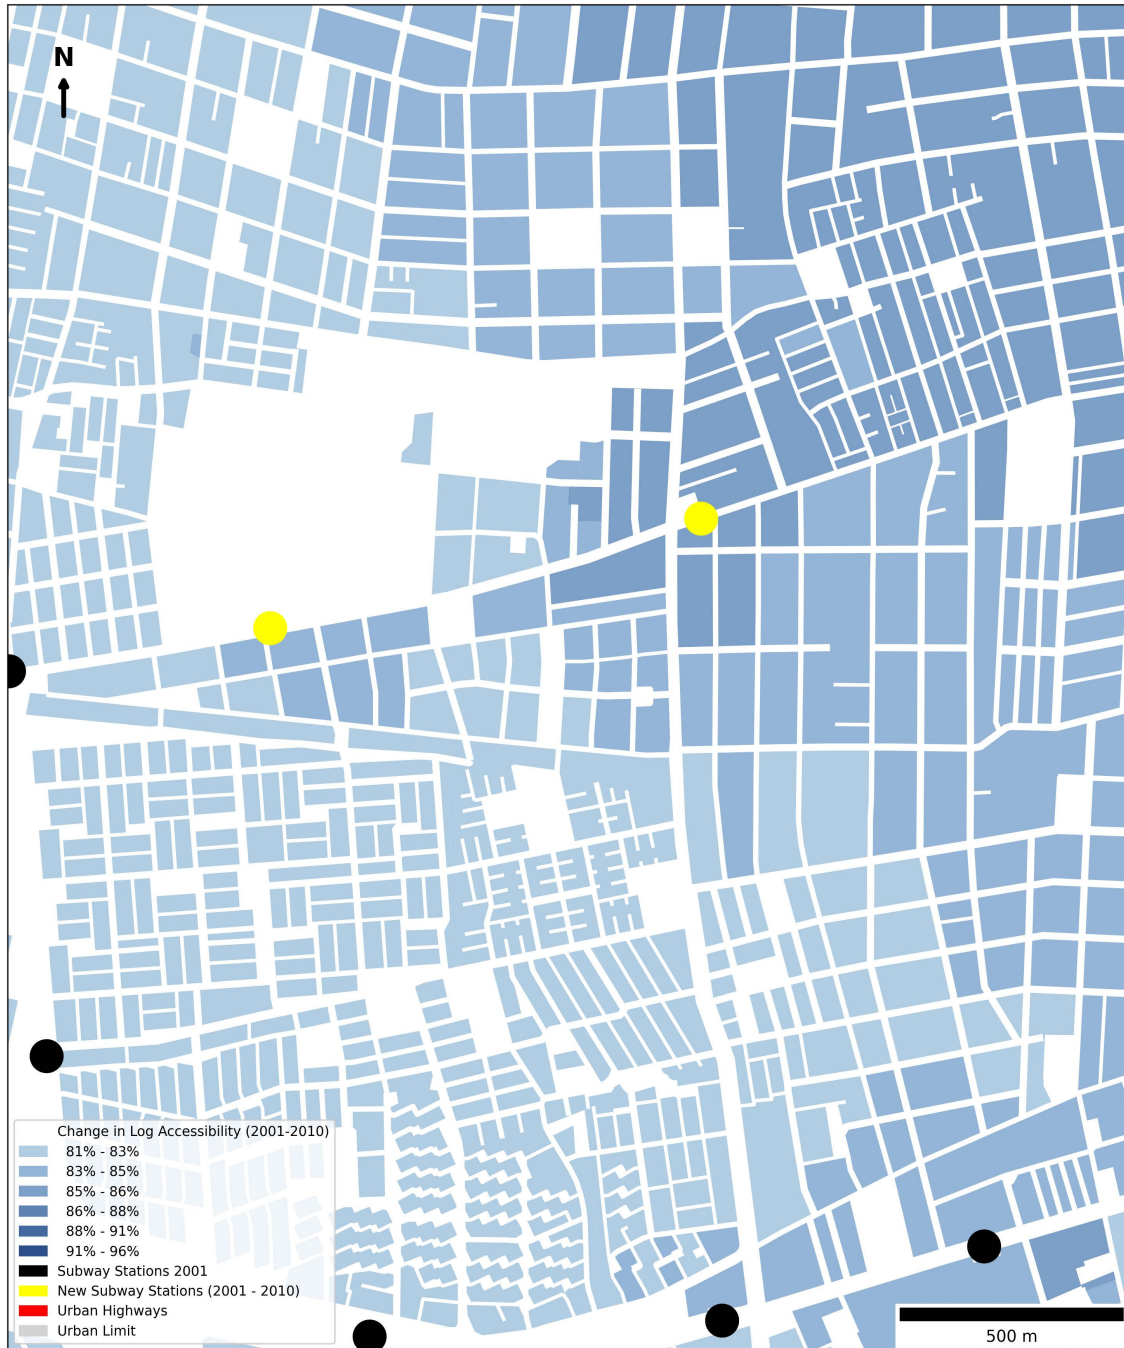 N
Change in Log Accessibility (2001-2010)
81% - 83%
83% - 85%
85% - 86%
86% - 88%
88% - 91%
91% - 96%
Subway Stations 2001
New Subway Stations (2001 - 2010)
Urban Highways
Urban Limit
500 m